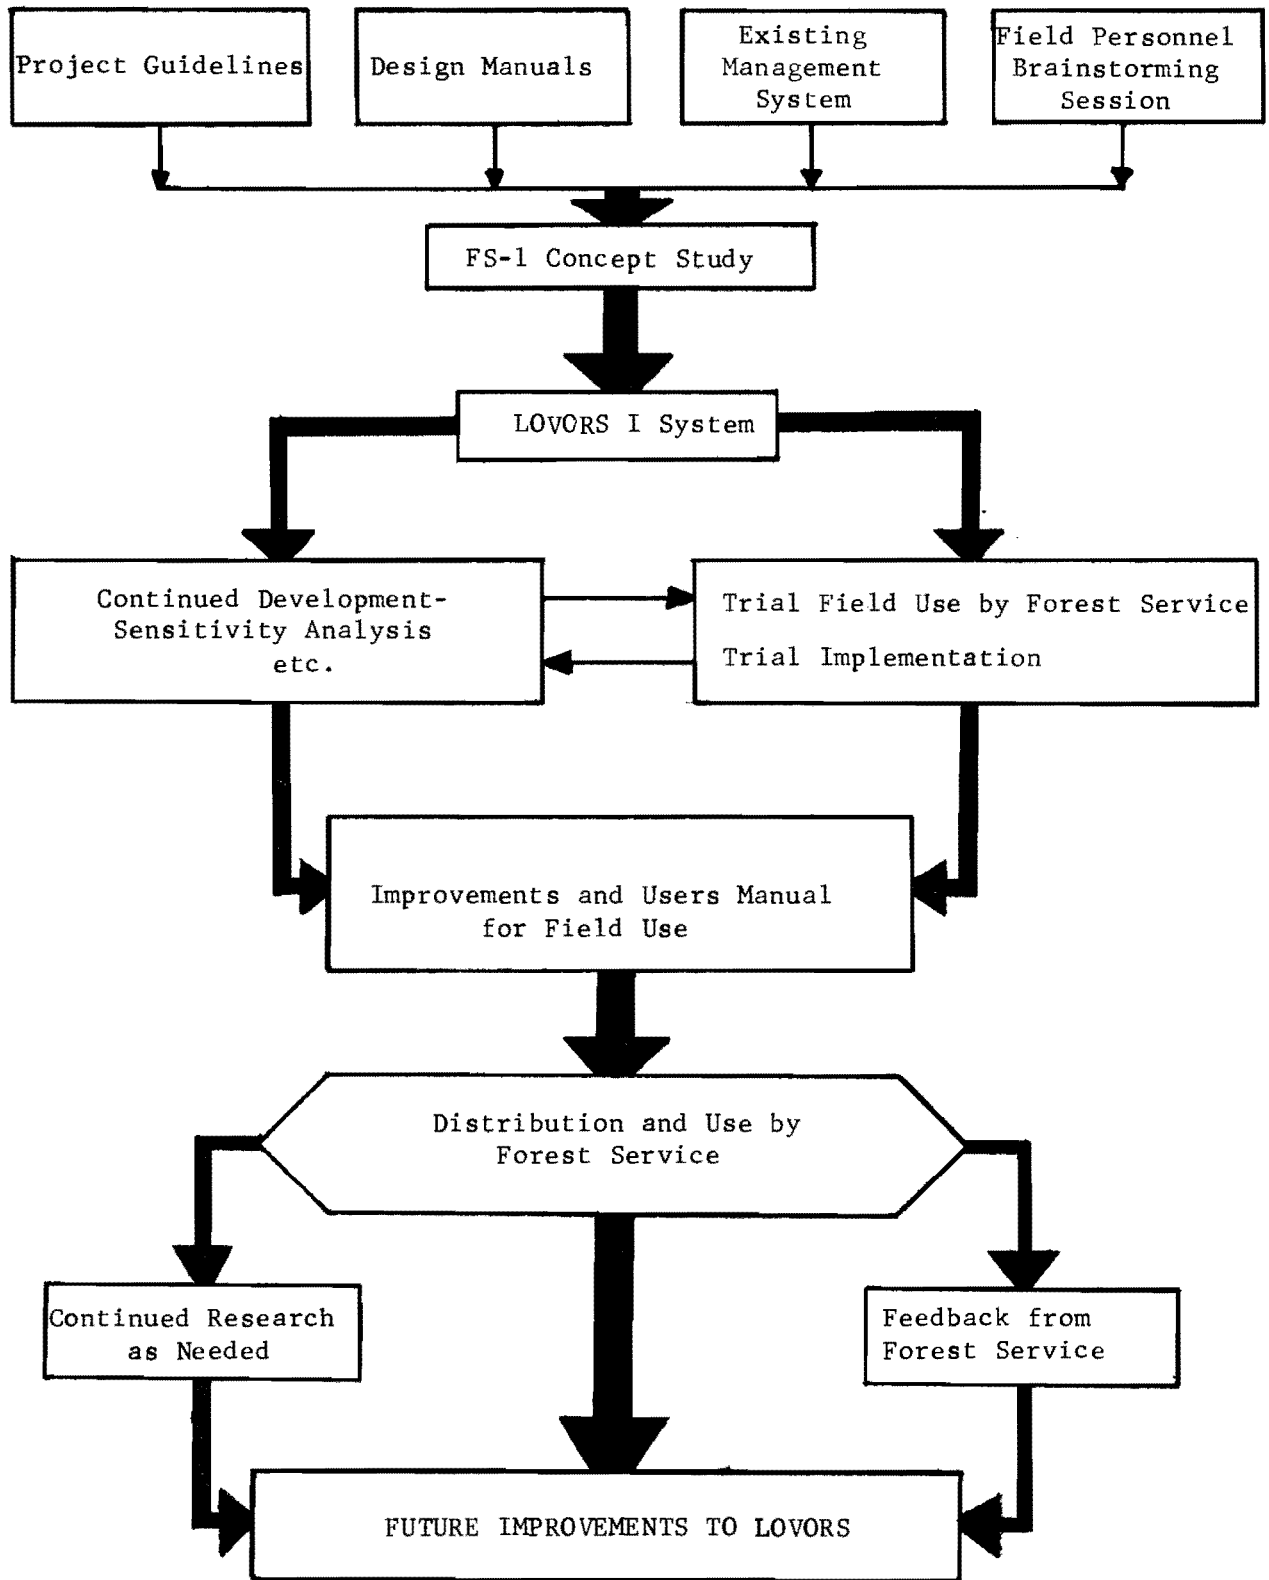 Project Guidelines
Design Manuals
Existing
Management
System
Field Personnel
Brainstorming
Session
FS-1 Concept Study
LOVORS I System
Continued Development-
Sensitivity Analysis
etc.
Trial Field Use by Forest Service
Trial Implementation
Improvements and Users Manual
for Field Use
Distribution and Use by
Forest Service
Continued Research
as Needed
Feedback from
Forest Service
FUTURE IMPROVEMENTS TO LOVORS